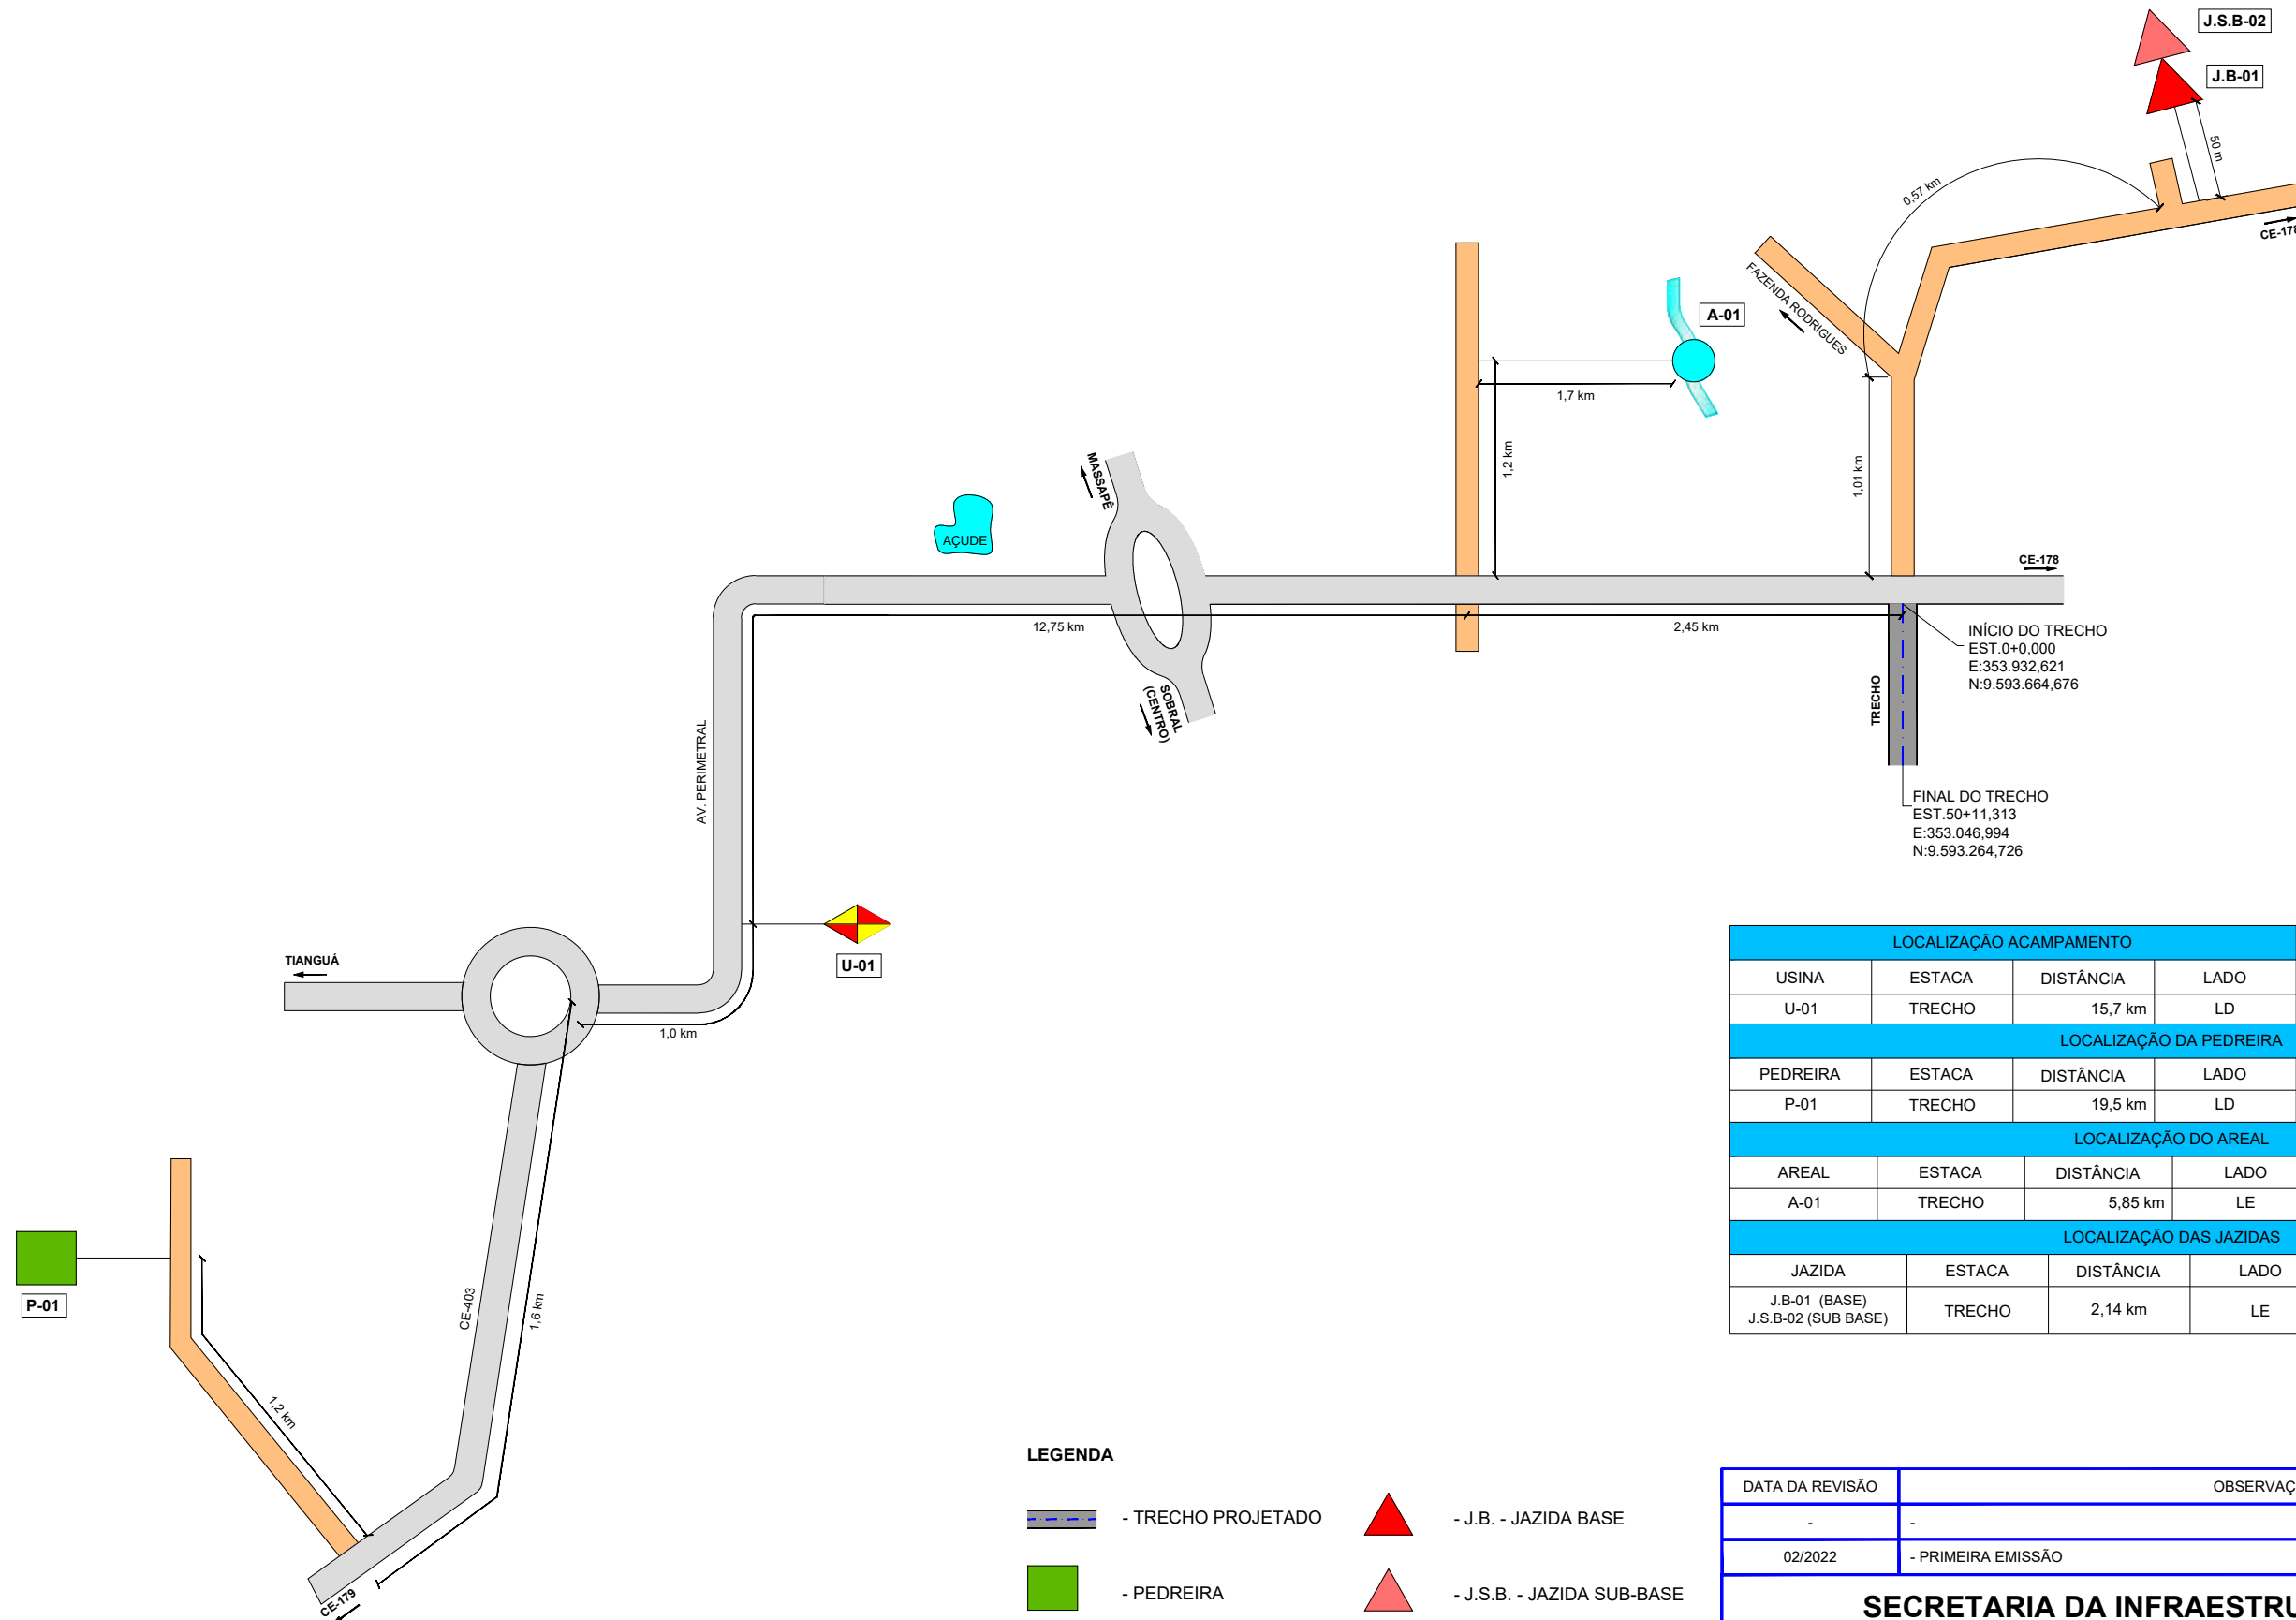 J.S.B-02
J.B-01
50 m
0,57 km
CE-178
FAZENDA RODRIGUES
A-01
1,7 km
1,2 km
1,01 km
MASSAPÊ
AÇUDE
CE-178
12,75 km
2,45 km
INÍCIO DO TRECHO
EST.0+0,000
E:353.932,621
N:9.593.664,676
TRECHO
SOBRAL
(CENTRO)
AV. PERIMETRAL
FINAL DO TRECHO
EST.50+11,313
E:353.046,994
N:9.593.264,726
U-01
TIANGUÁ
1,0 km
LOCALIZAÇÃO ACAMPAMENTO
USINA ESTACA DISTÂNCIA LADO
U-01 TRECHO 15,7 km LD
LOCALIZAÇÃO DA PEDREIRA
PEDREIRA ESTACA DISTÂNCIA LADO
P-01 TRECHO 19,5 km LD
LOCALIZAÇÃO DO AREAL
AREAL ESTACA DISTÂNCIA LADO
A-01 TRECHO 5,85 km LE
LOCALIZAÇÃO DAS JAZIDAS
JAZIDA ESTACA DISTÂNCIA LADO
J.B-01 (BASE)
J.S.B-02 (SUB BASE) TRECHO 2,14 km LE
P-01
CE-403
1,6 km
1,2 km
CE-179
LEGENDA
- TRECHO PROJETADO
- J.B. - JAZIDA BASE
- PEDREIRA
- J.S.B. - JAZIDA SUB-BASE
DATA DA REVISÃO OBSERVAÇ
- -
02/2022 - PRIMEIRA EMISSÃO
SECRETARIA DA INFRAESTRU